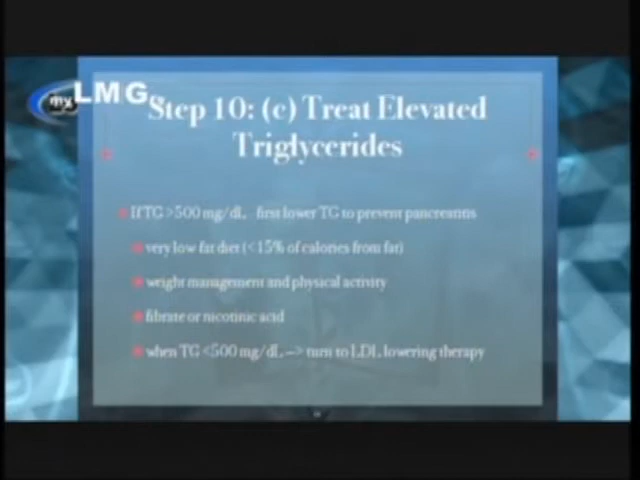 my LMG
Step 10: (c) Treat Elevated
Triglycerides
If TG >500 mg/dL, first lower TG to prevent pancreatitis
very low fat diet (<15% of calories from fat)
weight management and physical activity
fibrate or nicotinic acid
when TG <500 mg/dL --> turn to LDL lowering therapy